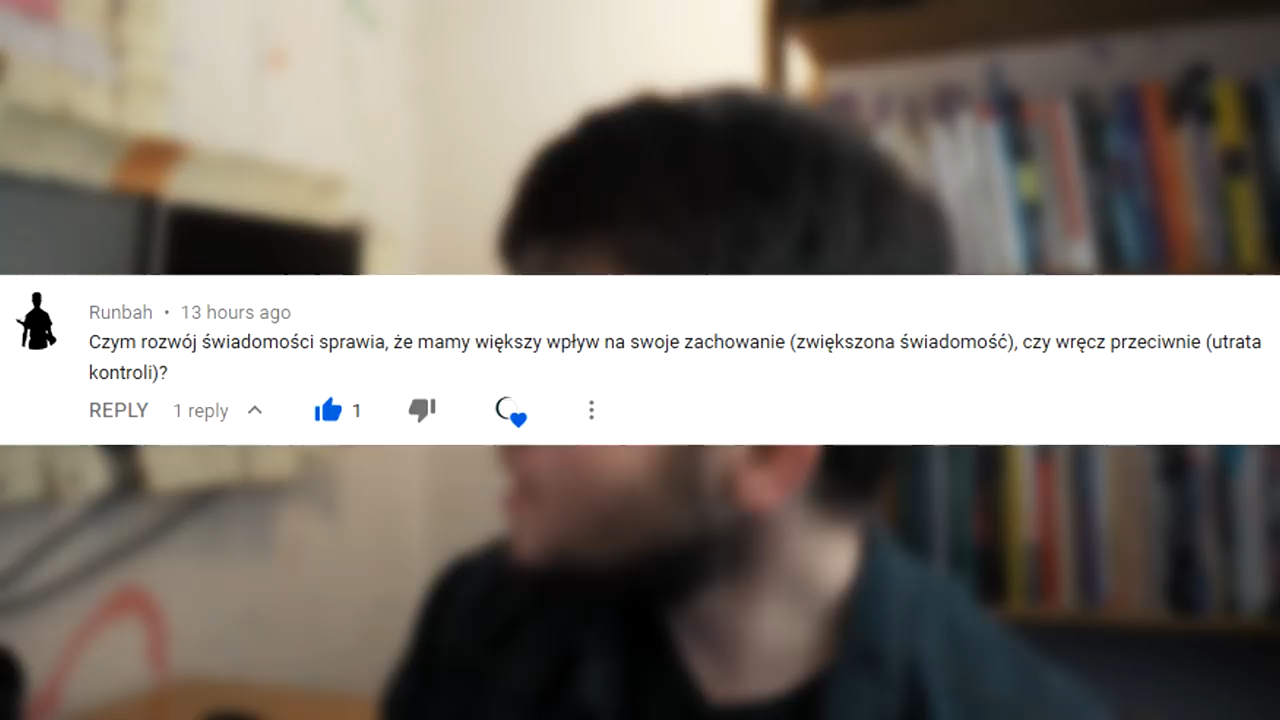 Runbah • 13 hours ago
Czym rozwój świadomości sprawia, że mamy większy wpływ na swoje zachowanie (zwiększona świadomość), czy wręcz przeciwnie (utrata
kontroli)?
REPLY 1 reply 1